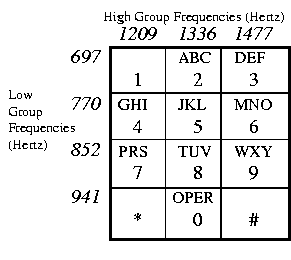 High Group Frequencies (Hertz)
1209 1336 1477
697 ABC DEF
1 2 3
Low
Group
Frequencies
(Hertz)
770 GHI JKL MNO
4 5 6
852 PRS TUV WXY
7 8 9
941 OPER
* 0 #